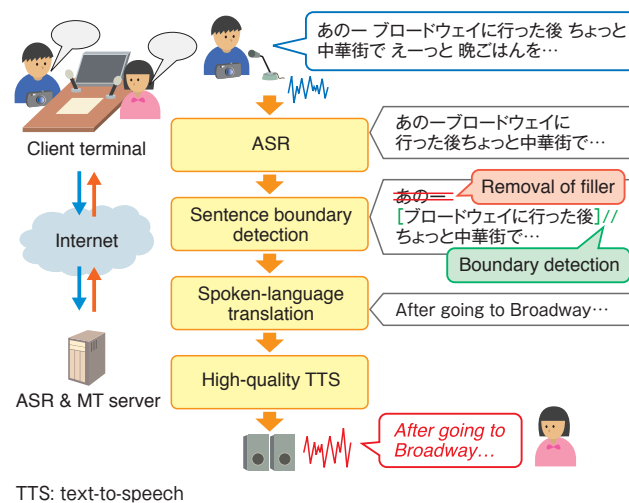 あのー ブロードウェイに行った後 ちょっと
中華街で えーっと 晩ごはんを…
Client terminal
ASR
あのーブロードウェイに
行った後ちょっと中華街で…
Removal of filler
あのー
[ブロードウェイに行った後]//
ちょっと中華街で…
Sentence boundary
detection
Boundary detection
Internet
Spoken-language
translation
After going to Broadway…
High-quality TTS
ASR & MT server
After going to
Broadway…
TTS: text-to-speech